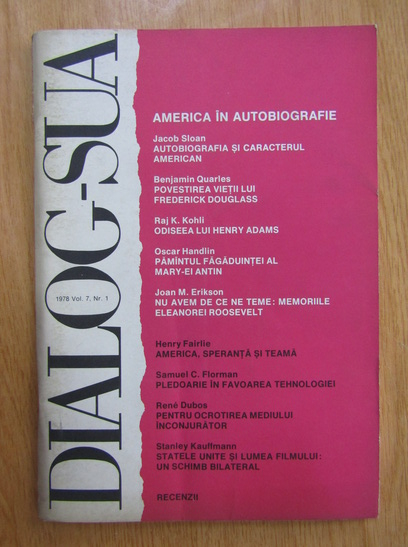 DIALOG-SUA
1978 Vol. 7, Nr. 1
AMERICA ÎN AUTOBIOGRAFIE
Jacob Sloan
AUTOBIOGRAFIA ȘI CARACTERUL
AMERICAN
Benjamin Quarles
POVESTIREA VIEȚII LUI
FREDERICK DOUGLASS
Raj K. Kohli
ODISEEA LUI HENRY ADAMS
Oscar Handlin
PĂMÎNTUL FĂGĂDUINȚEI AL
MARY-EI ANTIN
Joan M. Erikson
NU AVEM DE CE NE TEME: MEMORIILE
ELEANOREI ROOSEVELT
Henry Fairlie
AMERICA, SPERANȚĂ ȘI TEAMĂ
Samuel C. Florman
PLEDOARIE ÎN FAVOAREA TEHNOLOGIEI
René Dubos
PENTRU OCROTIREA MEDIULUI
ÎNCONJURĂTOR
Stanley Kauffmann
STATELE UNITE ȘI LUMEA FILMULUI:
UN SCHIMB BILATERAL
RECENZII